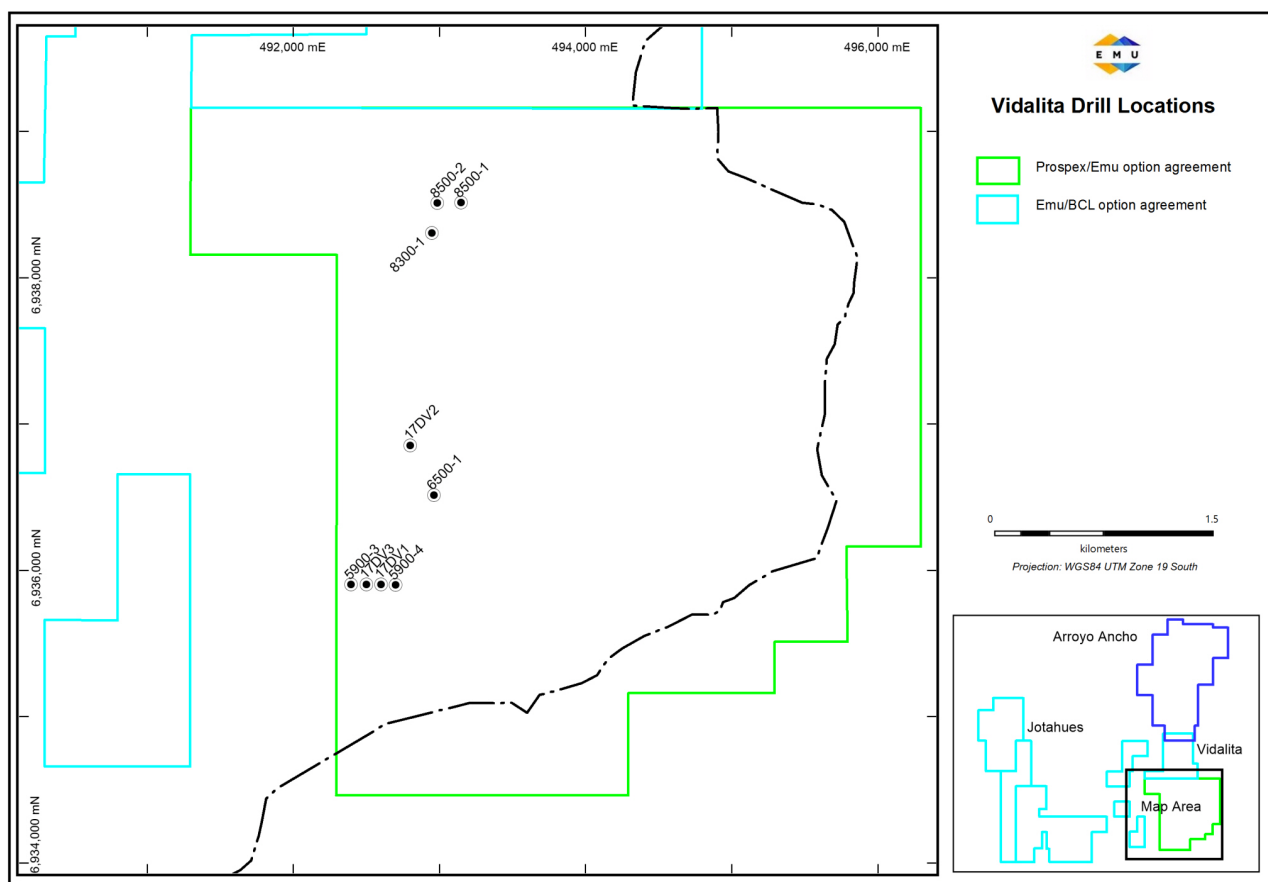 492,000 mE
494,000 mE
496,000 mE
6,938,000 mN
6,936,000 mN
6,934,000 mN
8500-2
8500-1
8300-1
17DV2
6500-1
5900-3
17DV3
17DV1
5900-4
EMU
Vidalita Drill Locations
Prospex/Emu option agreement
Emu/BCL option agreement
0
1.5
kilometers
Projection: WGS84 UTM Zone 19 South
Arroyo Ancho
Jotahues
Vidalita
Map Area